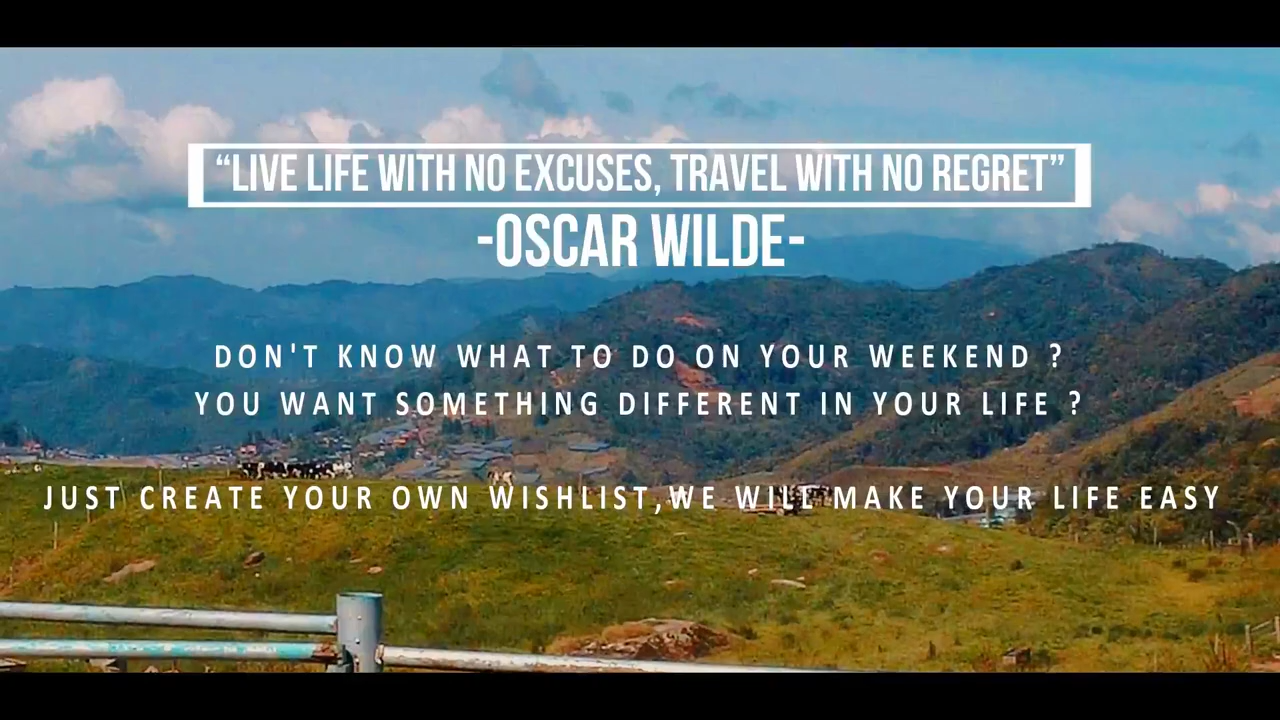 “LIVE LIFE WITH NO EXCUSES, TRAVEL WITH NO REGRET”
-OSCAR WILDE-
DON'T KNOW WHAT TO DO ON YOUR WEEKEND ?
YOU WANT SOMETHING DIFFERENT IN YOUR LIFE ?
JUST CREATE YOUR OWN WISHLIST,WE WILL MAKE YOUR LIFE EASY